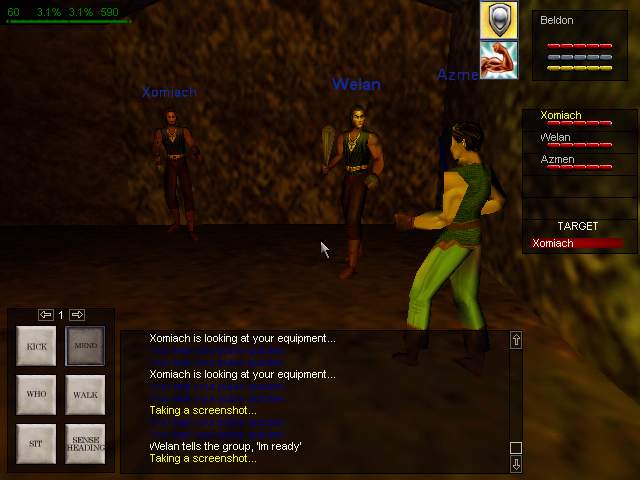 60 3.1% 3.1% -590
Beldon
Xomiach
Welan
Azmen
TARGET
Xomiach
Xomiach
Welan
Azme
1
KICK
MEND
WHO
WALK
SIT
SENSE HEADING
Xomiach is looking at your equipment...
Xomiach is looking at your equipment...
Taking a screenshot...
Welan tells the group, 'Im ready'
Taking a screenshot...